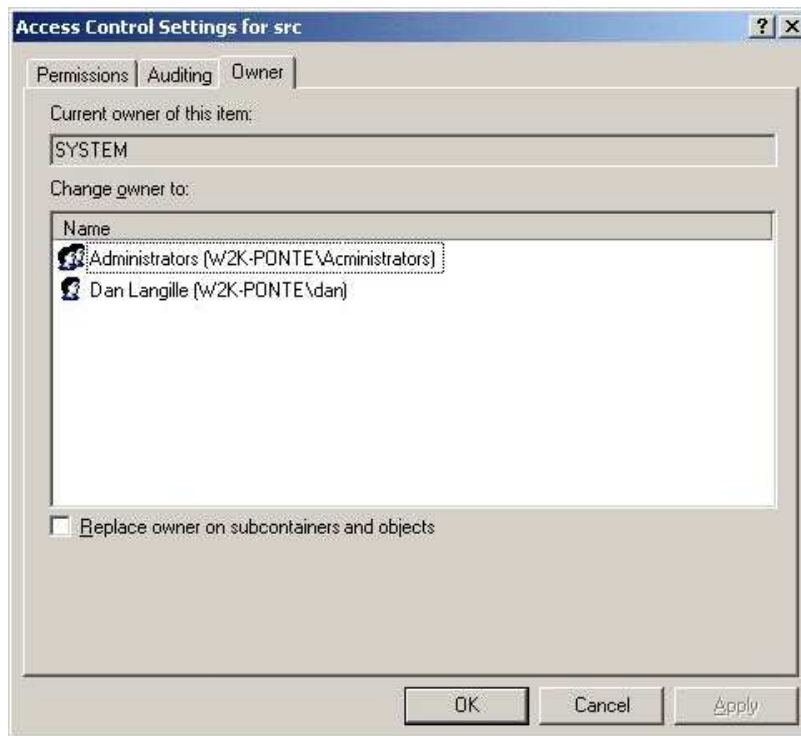 Access Control Settings for src
Permissions Auditing Owner
Current owner of this item:
SYSTEM
Change owner to:
Name
Administrators (W2K-PONTE\Acministrators)
Dan Langille (W2K-PONTE\dan)
Replace owner on subcontainers and objects
OK Cancel Apply